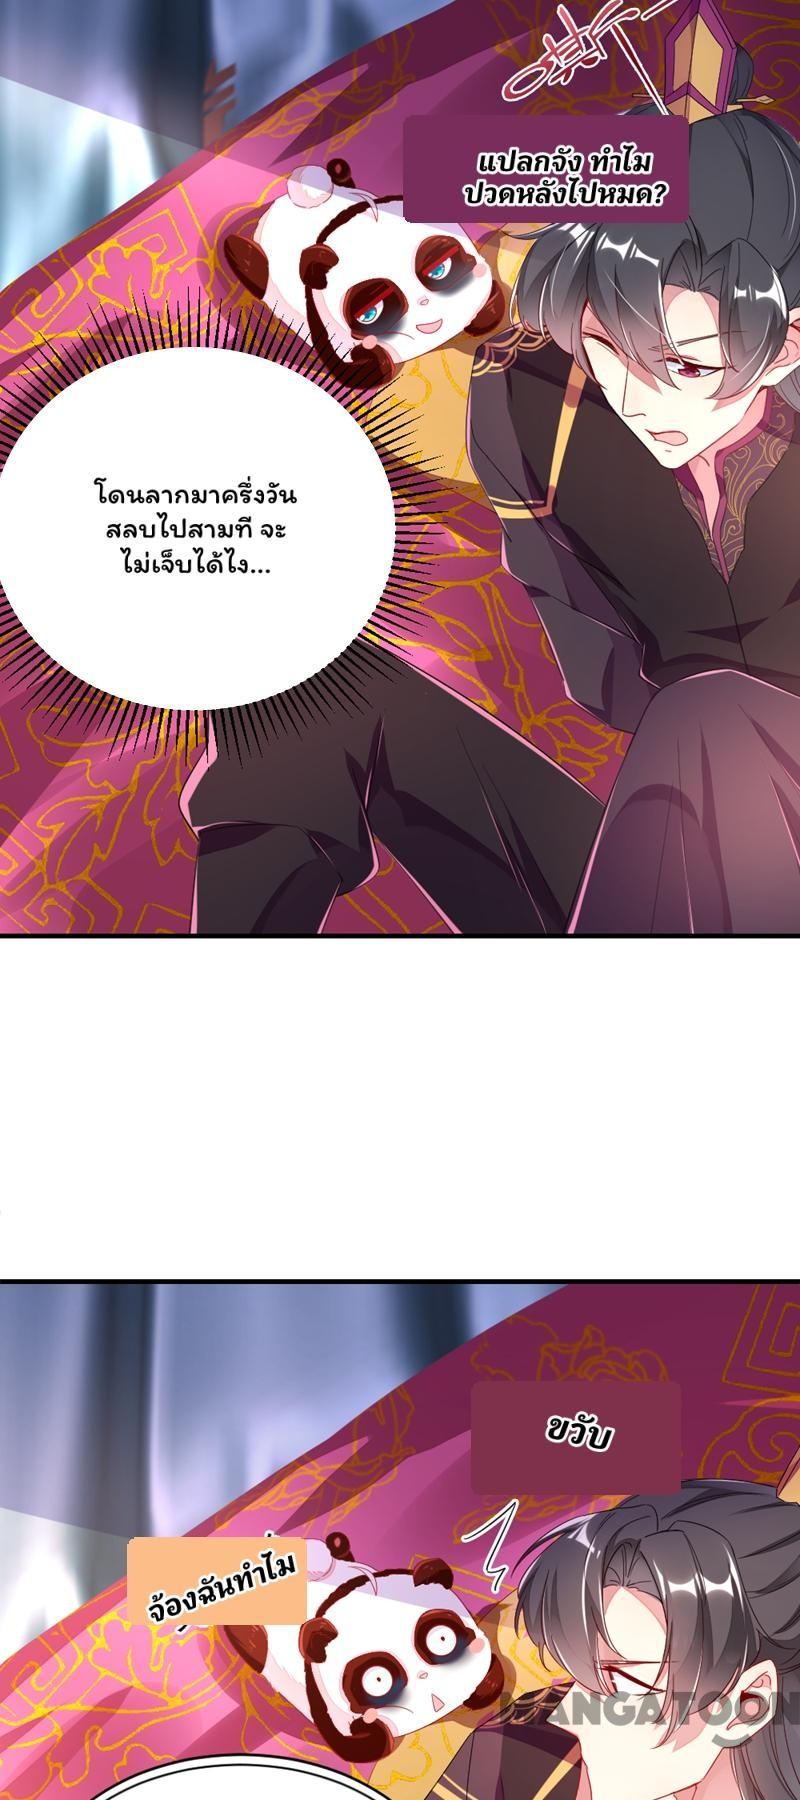 แปลกจัง ทำไม
ปวดหลังไปหมด?
โดนลากมาครึ่งวัน
สลบไปสามที จะ
ไม่เจ็บได้ไง...
ขวับ
จ้องฉันทำไม
MANGATOON